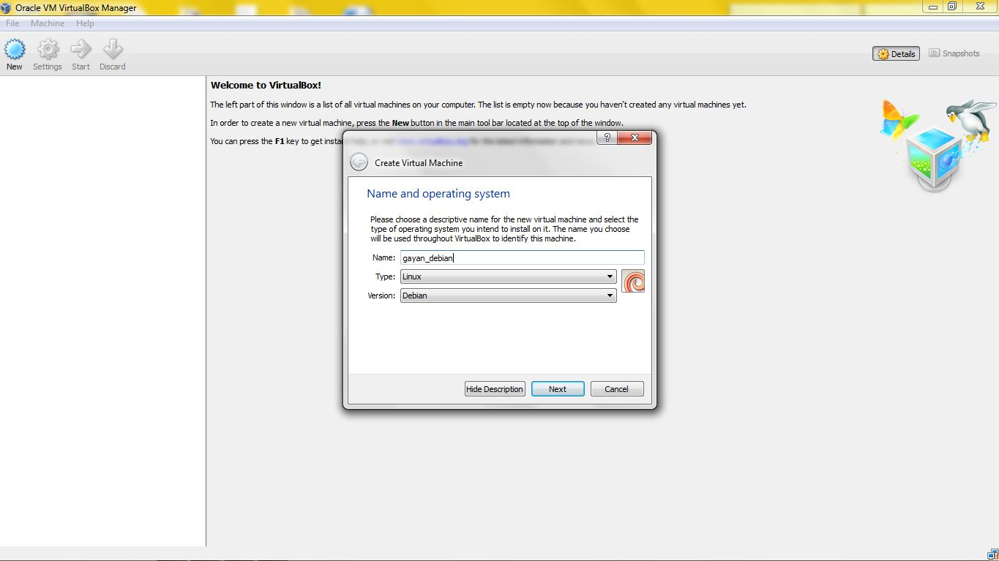 Oracle VM VirtualBox Manager
File Machine Help
New Settings Start Discard
Details Snapshots
Welcome to VirtualBox!
The left part of this window is a list of all virtual machines on your computer. The list is empty now because you haven't created any virtual machines yet.
In order to create a new virtual machine, press the New button in the main tool bar located at the top of the window.
You can press the F1 key to get
?
Create Virtual Machine
Name and operating system
Please choose a descriptive name for the new virtual machine and select the
type of operating system you intend to install on it. The name you choose
will be used throughout VirtualBox to identify this machine.
Name: gayan_debian
Type: Linux
Version: Debian
Hide Description Next Cancel